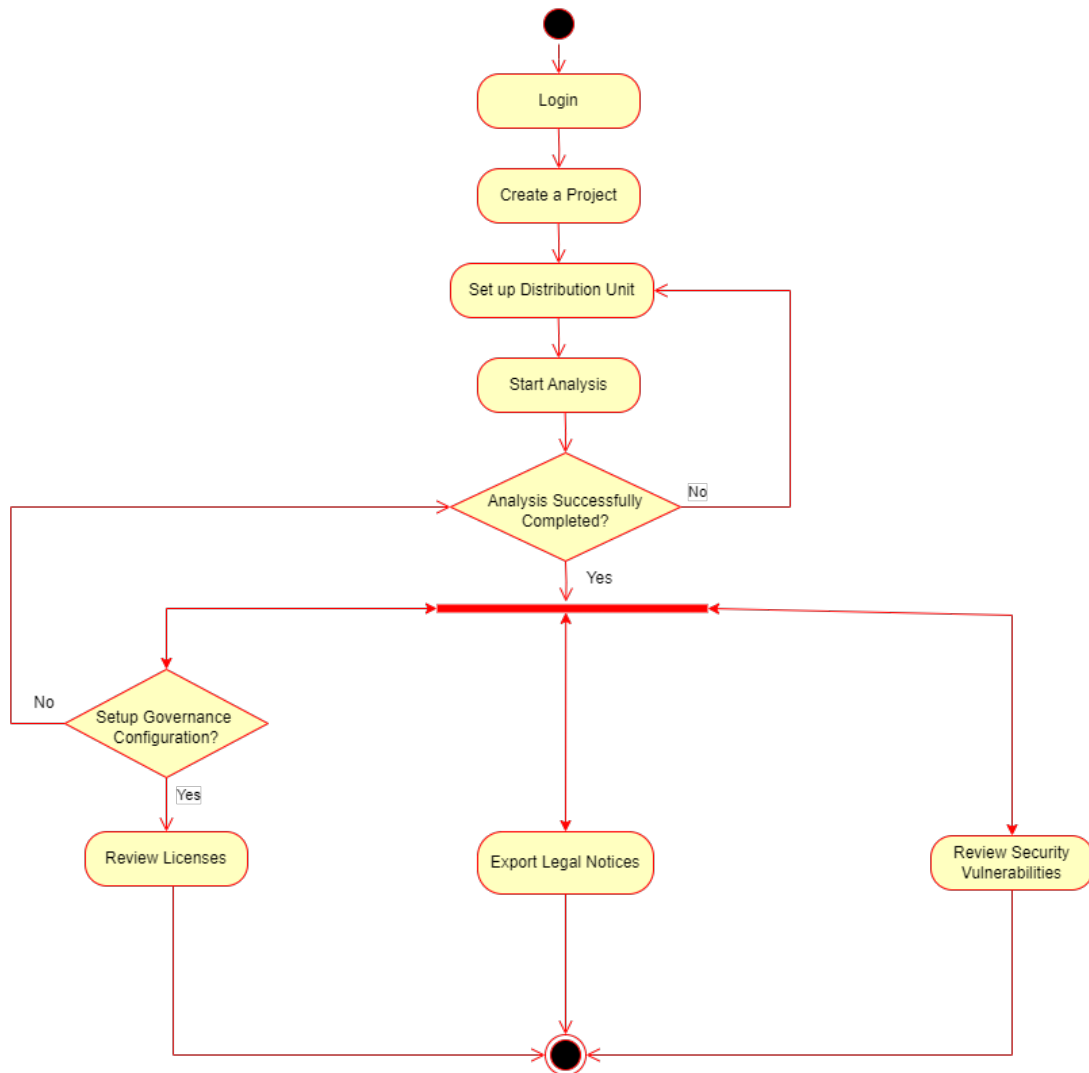 Login
Create a Project
Set up Distribution Unit
Start Analysis
Analysis Successfully
Completed?
No
Yes
No
Setup Governance
Configuration?
Yes
Review Licenses
Export Legal Notices
Review Security
Vulnerabilities